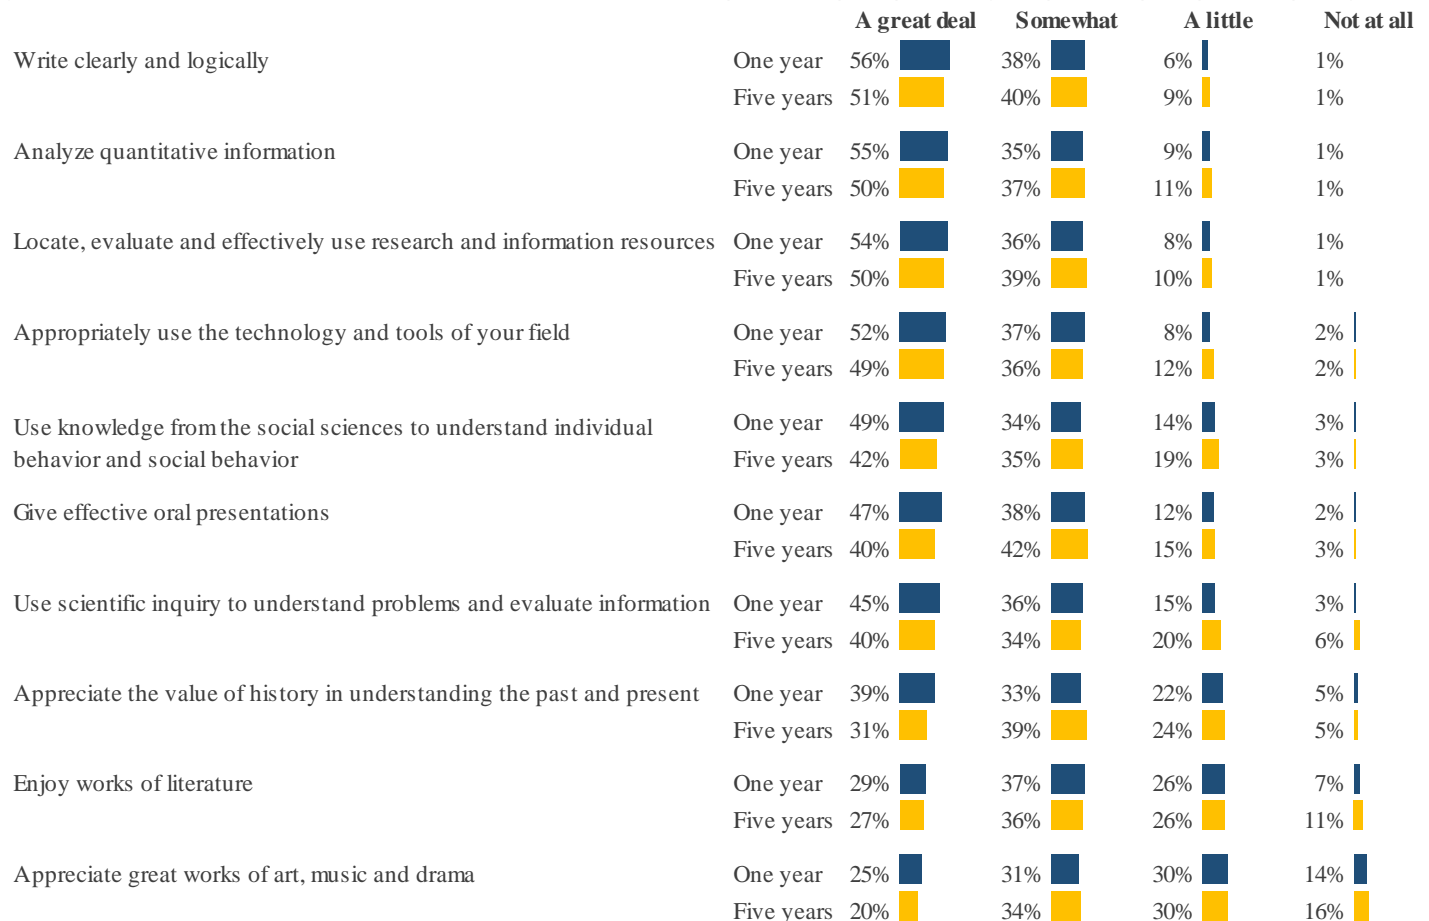 A great deal Somewhat A little Not at all
Write clearly and logically One year 56% 38% 6% 1%
Five years 51% 40% 9% 1%
Analyze quantitative information One year 55% 35% 9% 1%
Five years 50% 37% 11% 1%
Locate, evaluate and effectively use research and information resources One year 54% 36% 8% 1%
Five years 50% 39% 10% 1%
Appropriately use the technology and tools of your field One year 52% 37% 8% 2%
Five years 49% 36% 12% 2%
Use knowledge from the social sciences to understand individual One year 49% 34% 14% 3%
behavior and social behavior Five years 42% 35% 19% 3%
Give effective oral presentations One year 47% 38% 12% 2%
Five years 40% 42% 15% 3%
Use scientific inquiry to understand problems and evaluate information One year 45% 36% 15% 3%
Five years 40% 34% 20% 6%
Appreciate the value of history in understanding the past and present One year 39% 33% 22% 5%
Five years 31% 39% 24% 5%
Enjoy works of literature One year 29% 37% 26% 7%
Five years 27% 36% 26% 11%
Appreciate great works of art, music and drama One year 25% 31% 30% 14%
Five years 20% 34% 30% 16%